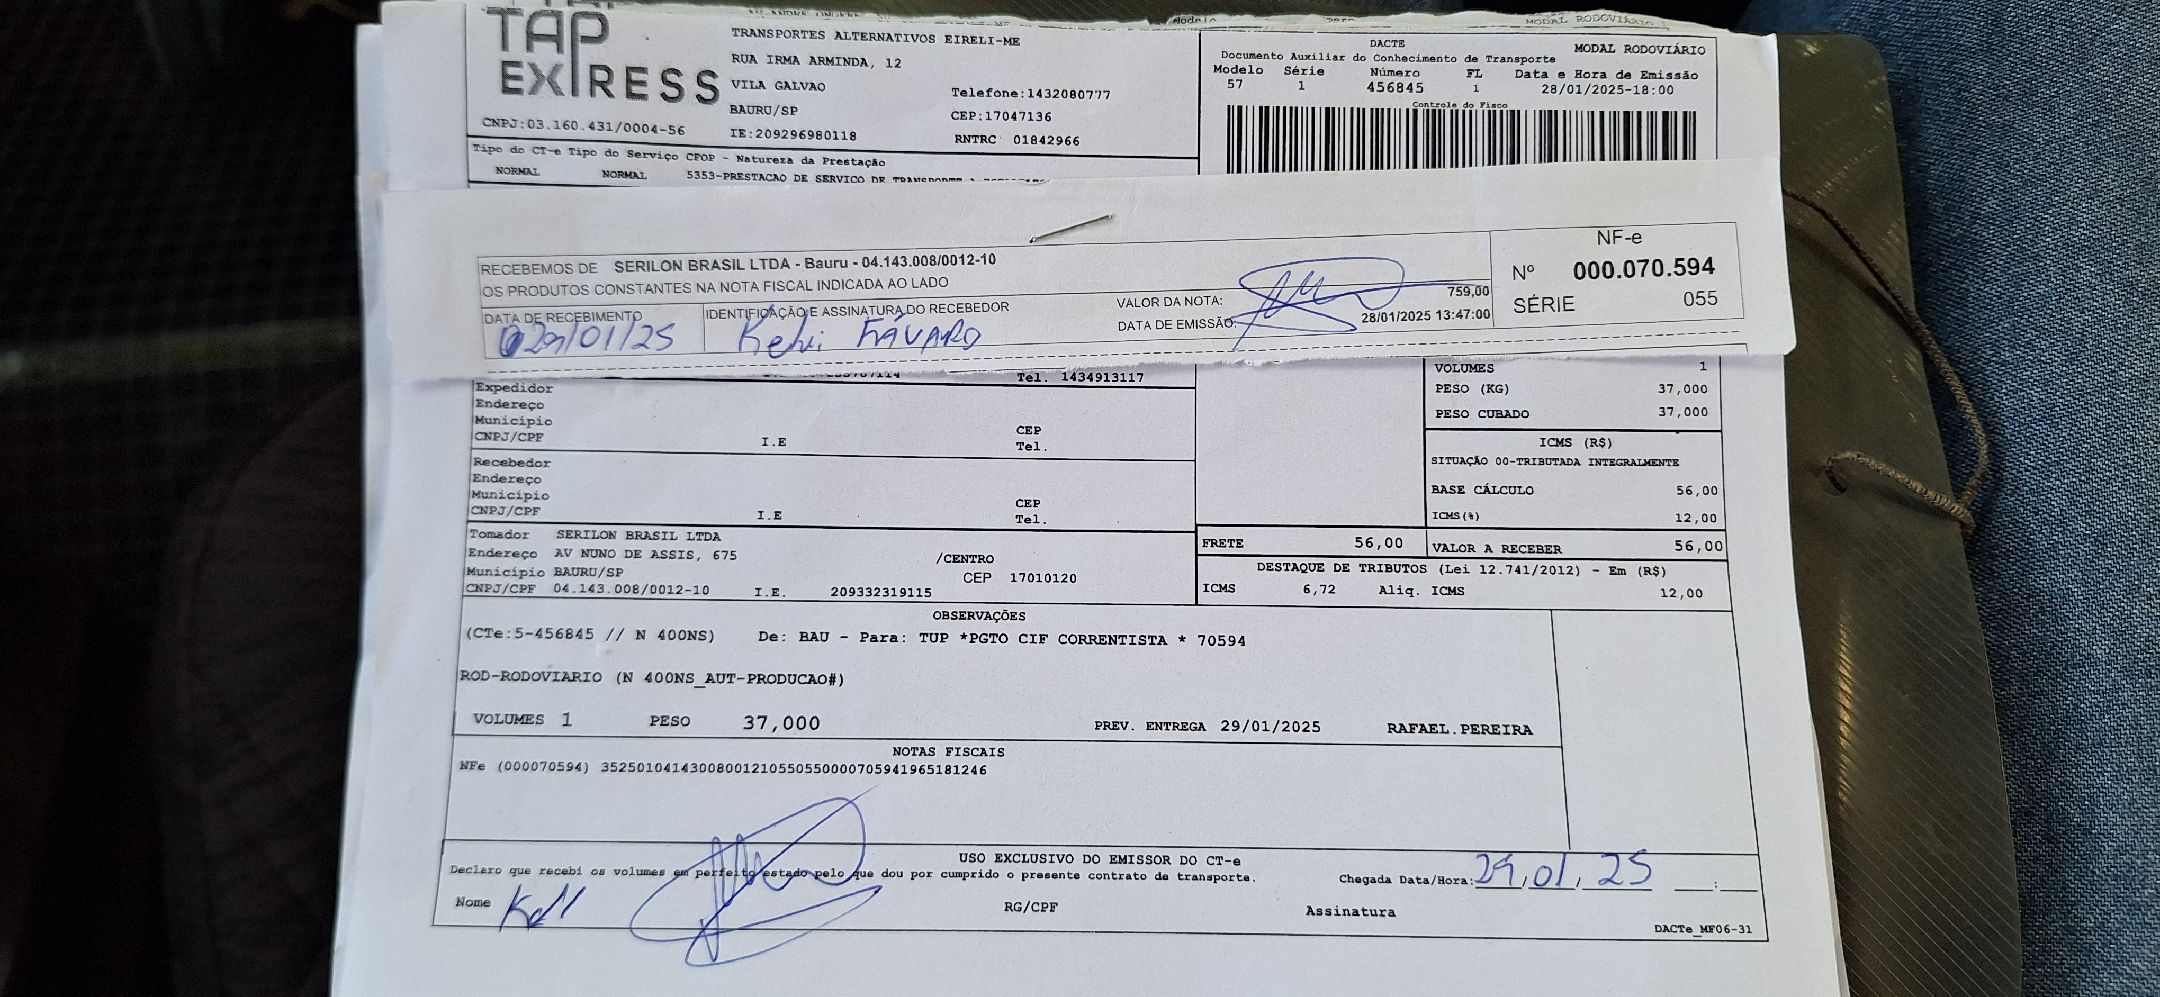 MODAL RODOVIÁRIO
TAP EXPRESS
CNPJ:03.160.431/0004-56
TRANSPORTES ALTERNATIVOS EIRELI-ME
RUA IRMA ARMINDA, 12
VILA GALVAO
BAURU/SP
IE:209296980118
Telefone:1432080777
CEP:17047136
RNTRC 01842966
DACTE
MODAL RODOVIÁRIO
Documento Auxiliar do Conhecimento de Transporte
Modelo Série Número FL Data e Hora de Emissão
57 1 456845 1 28/01/2025-18:00
Controle do Fisco
Tipo do CT-e Tipo do Serviço CFOP - Natureza da Prestação
NORMAL NORMAL 5353-PRESTACAO DE SERVIÇO DE
RECEBEMOS DE SERILON BRASIL LTDA - Bauru - 04.143.008/0012-10
OS PRODUTOS CONSTANTES NA NOTA FISCAL INDICADA AO LADO
DATA DE RECEBIMENTO
29/01/25
IDENTIFICAÇÃO E ASSINATURA DO RECEBEDOR
FÁVARO
VALOR DA NOTA: 759,00
DATA DE EMISSÃO: 28/01/2025 13:47:00
NF-e
Nº 000.070.594
SÉRIE 055
Tel. 1434913117
Expedidor
Endereço
Município CEP
CNPJ/CPF I.E Tel.
Recebedor
Endereço
Município CEP
CNPJ/CPF I.E Tel.
Tomador SERILON BRASIL LTDA
Endereço AV NUNO DE ASSIS, 675 /CENTRO
Município BAURU/SP CEP 17010120
CNPJ/CPF 04.143.008/0012-10 I.E. 209332319115
VOLUMES 1
PESO (KG) 37,000
PESO CUBADO 37,000
ICMS (R$)
SITUAÇÃO 00-TRIBUTADA INTEGRALMENTE
BASE CÁLCULO 56,00
ICMS(%) 12,00
FRETE 56,00 VALOR A RECEBER 56,00
DESTAQUE DE TRIBUTOS (Lei 12.741/2012) - Em (R$)
ICMS 6,72 Aliq. ICMS 12,00
OBSERVAÇÕES
(CTe:5-456845 // N 400NS) De: BAU - Para: TUP *PGTO CIF CORRENTISTA * 70594
ROD-RODOVIARIO (N 400NS_AUT-PRODUCAO#)
VOLUMES 1 PESO 37,000 PREV. ENTREGA 29/01/2025 RAFAEL.PEREIRA
NOTAS FISCAIS
NFe (000070594) 35250104143008001210550550000705941965181246
USO EXCLUSIVO DO EMISSOR DO CT-e
Declaro que recebi os volumes em perfeito estado pelo que dou por cumprido o presente contrato de transporte.
Chegada Data/Hora: 29/01/25 __:__
Nome RG/CPF Assinatura
DACTe_MF06-31